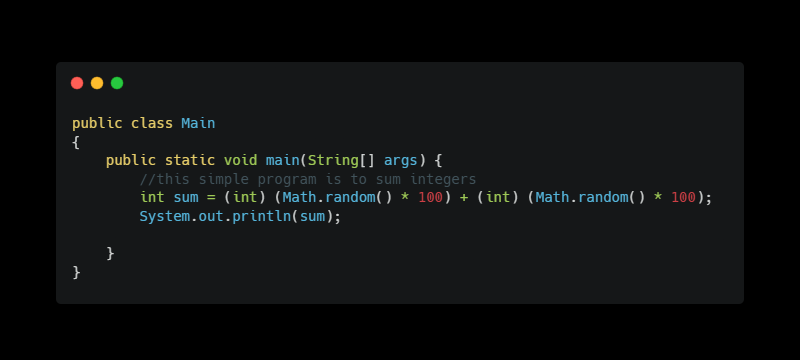 public class Main
{
    public static void main(String[] args) {
        //this simple program is to sum integers
        int sum = (int) (Math.random() * 100) + (int) (Math.random() * 100);
        System.out.println(sum);
    }
}